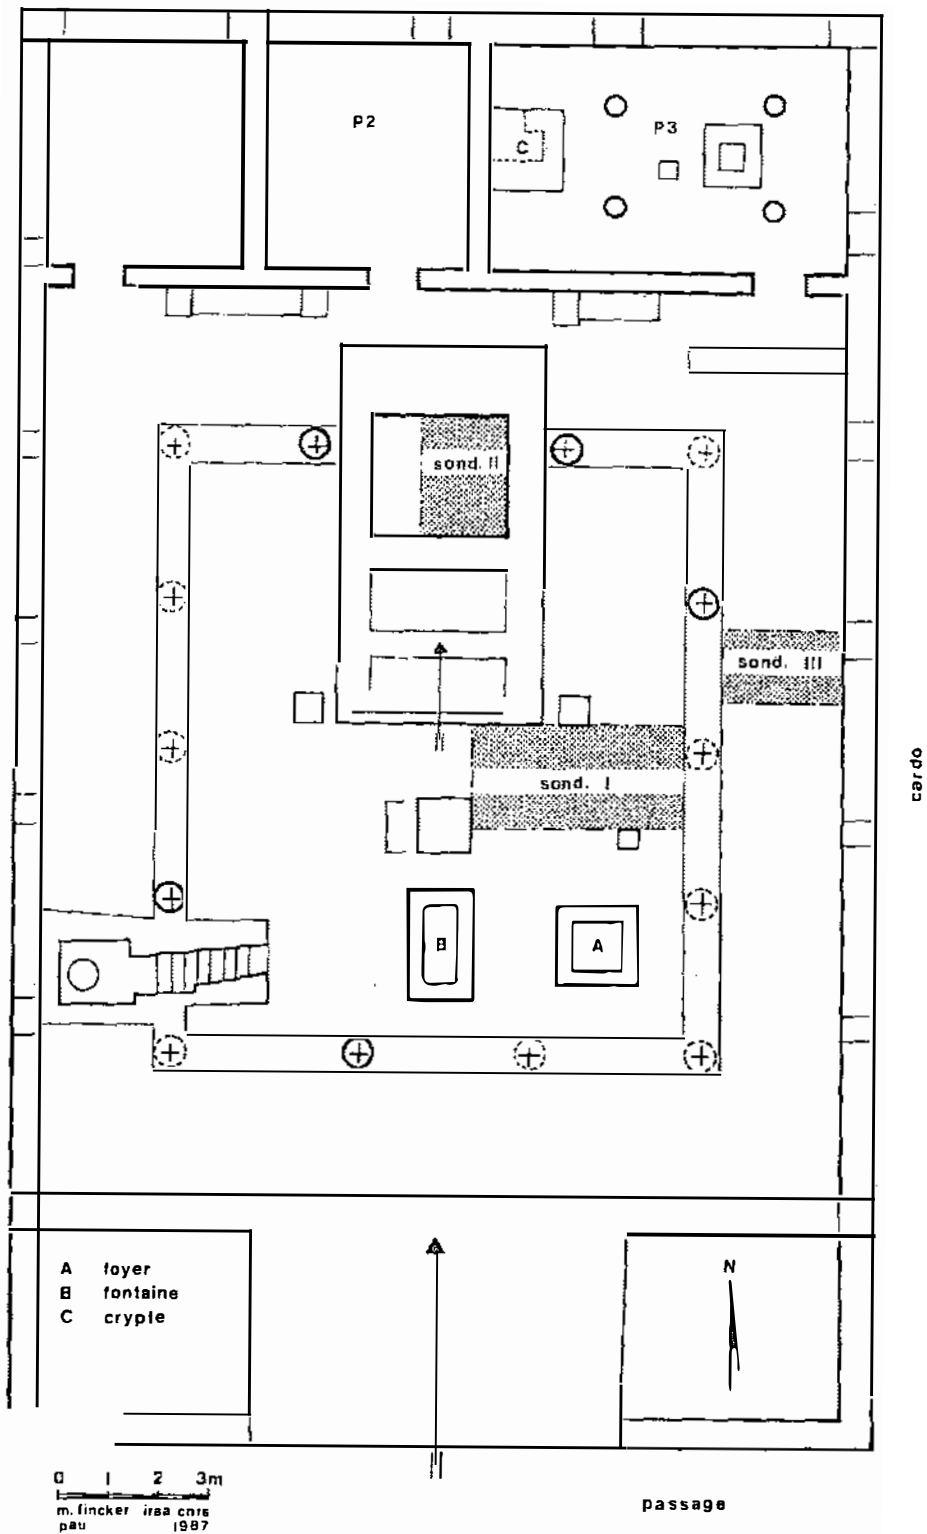 P2
P3
C
sond. II
sond. III
sond. I
cardo
B
A
A foyer
B fontaine
C crypte
N
0 1 2 3m
m. fincker iraa cnrs
pau 1987
passage